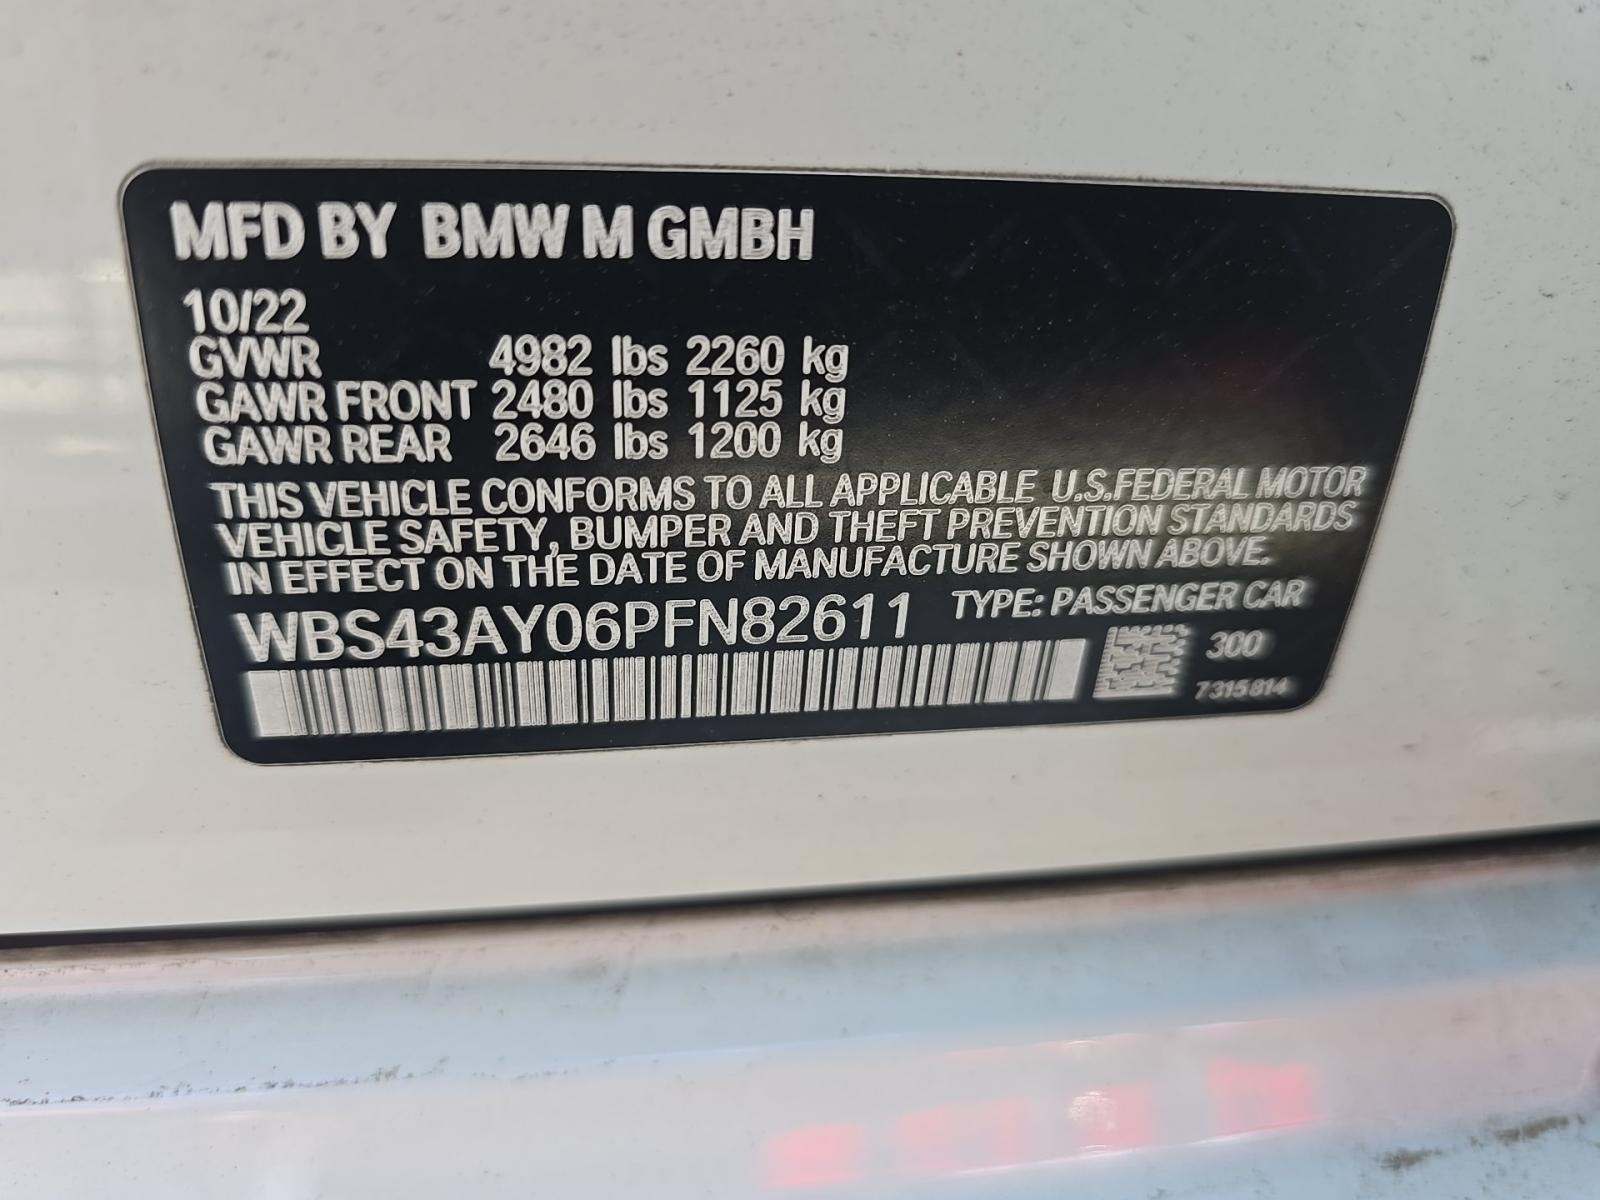 MFD BY BMW M GMBH
10/22
GVWR 4982 lbs 2260 kg
GAWR FRONT 2480 lbs 1125 kg
GAWR REAR 2646 lbs 1200 kg
THIS VEHICLE CONFORMS TO ALL APPLICABLE U.S.FEDERAL MOTOR
VEHICLE SAFETY, BUMPER AND THEFT PREVENTION STANDARDS
IN EFFECT ON THE DATE OF MANUFACTURE SHOWN ABOVE.
WBS43AY06PFN82611 TYPE: PASSENGER CAR
300
7315814